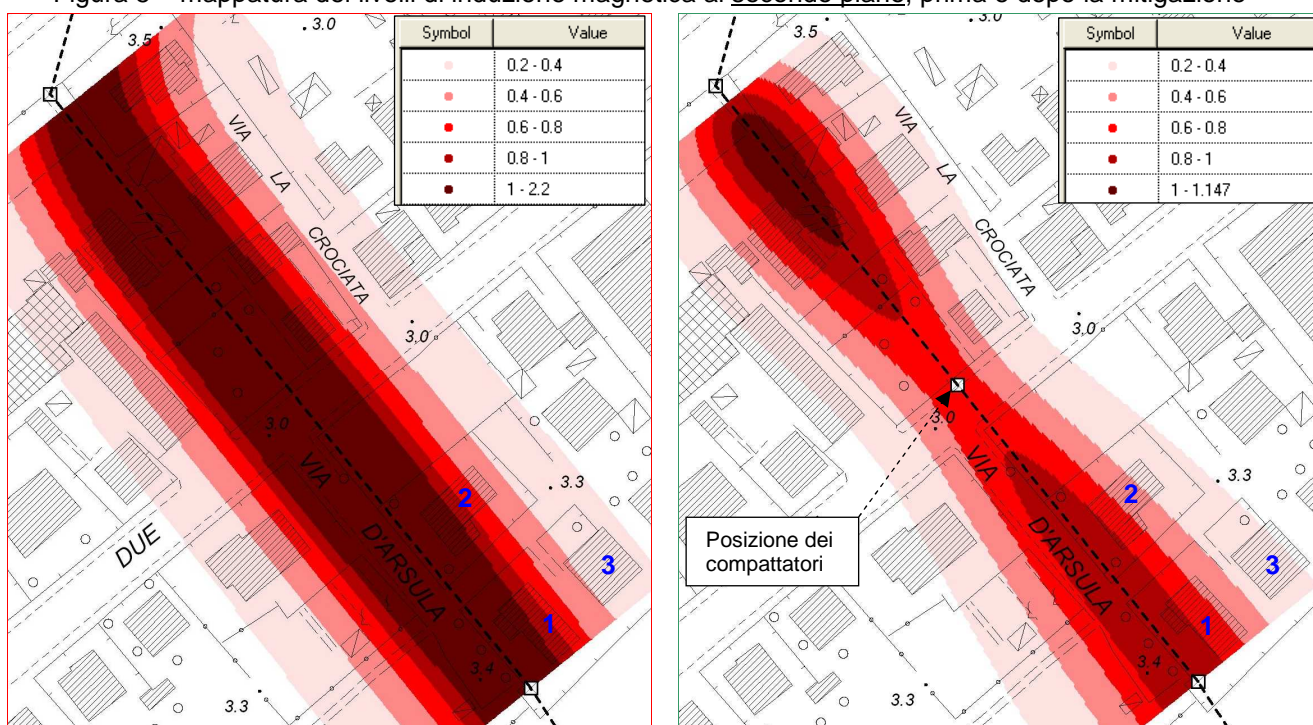 Figura 3 – mappatura dei livelli di induzione magnetica al secondo piano, prima e dopo la mitigazione
3.5
3.0
Symbol Value
0.2 - 0.4
0.4 - 0.6
0.6 - 0.8
0.8 - 1
1 - 2.2
VIA
LA
CROCIATA
3.0
3.0
VIA
D'ARSULA
DUE
2
3.3
3
1
3.4
3.3
3.5
3.0
Symbol Value
0.2 - 0.4
0.4 - 0.6
0.6 - 0.8
0.8 - 1
1 - 1.147
VIA
LA
CROCIATA
3.0
3.0
VIA
D'ARSULA
2
3.3
3
1
3.4
3.3
Posizione dei
compattatori